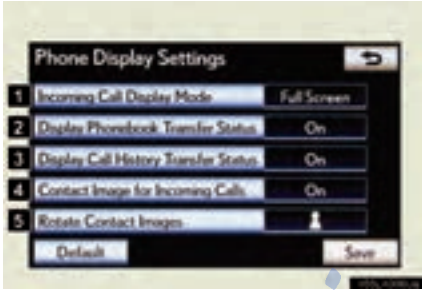 Phone Display Settings
1 Incoming Call Display Mode Full Screen
2 Display Phonebook Transfer Status On
3 Display Call History Transfer Status On
4 Contact Image for Incoming Calls On
5 Rotate Contact Images
Default Save